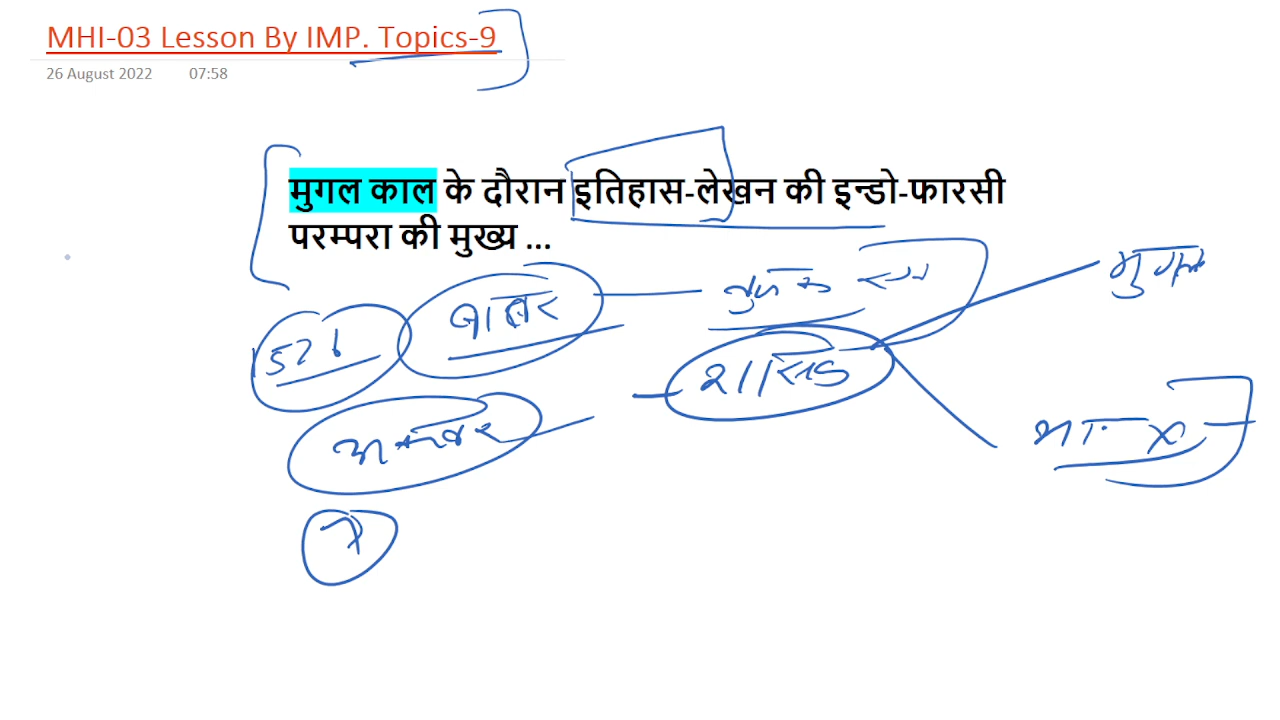 MHI-03 Lesson By IMP. Topics-9
26 August 2022 07:58
मुगल काल के दौरान इतिहास-लेखन की इन्डो-फारसी
परम्परा की मुख्य ...
1526 बाबर
मुगल
अकबर